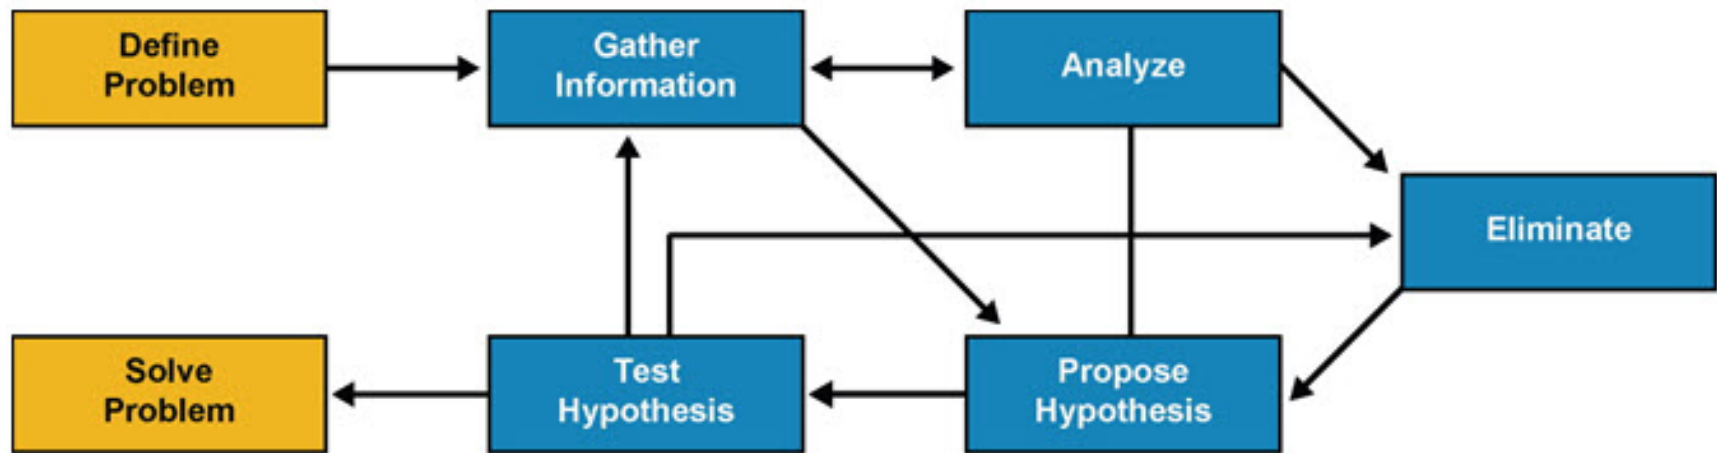 Define
Problem
Gather
Information
Analyze
Eliminate
Solve
Problem
Test
Hypothesis
Propose
Hypothesis